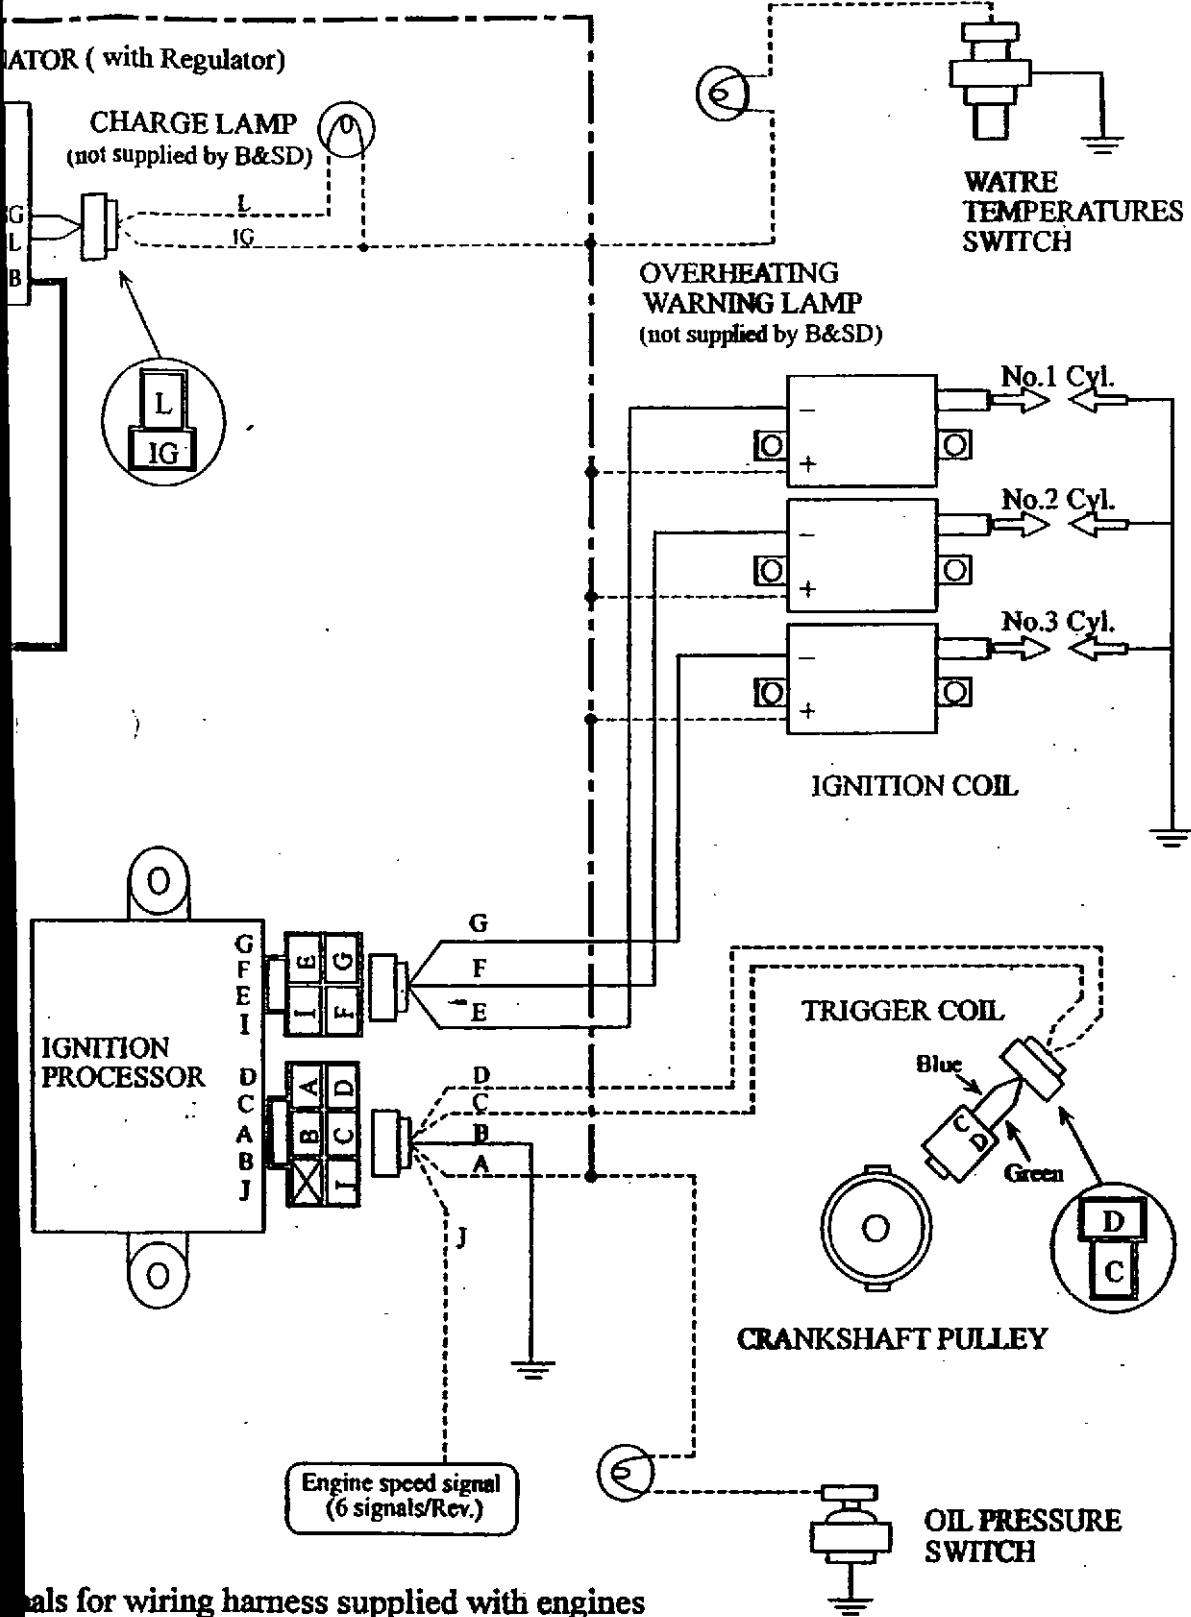 ATOR ( with Regulator)
CHARGE LAMP
(not supplied by B&SD)
G
L
B
L
IG
L
IG
WATRE
TEMPERATURES
SWITCH
OVERHEATING
WARNING LAMP
(not supplied by B&SD)
No.1 Cyl.
−
+
No.2 Cyl.
−
+
No.3 Cyl.
−
+
IGNITION COIL
G
F
E
I
D
C
A
B
J
IGNITION
PROCESSOR
E G
I F
A D
B C
J
G
F
E
D
C
B
A
J
TRIGGER COIL
Blue
C
D
Green
D
C
CRANKSHAFT PULLEY
Engine speed signal
(6 signals/Rev.)
OIL PRESSURE
SWITCH
als for wiring harness supplied with engines